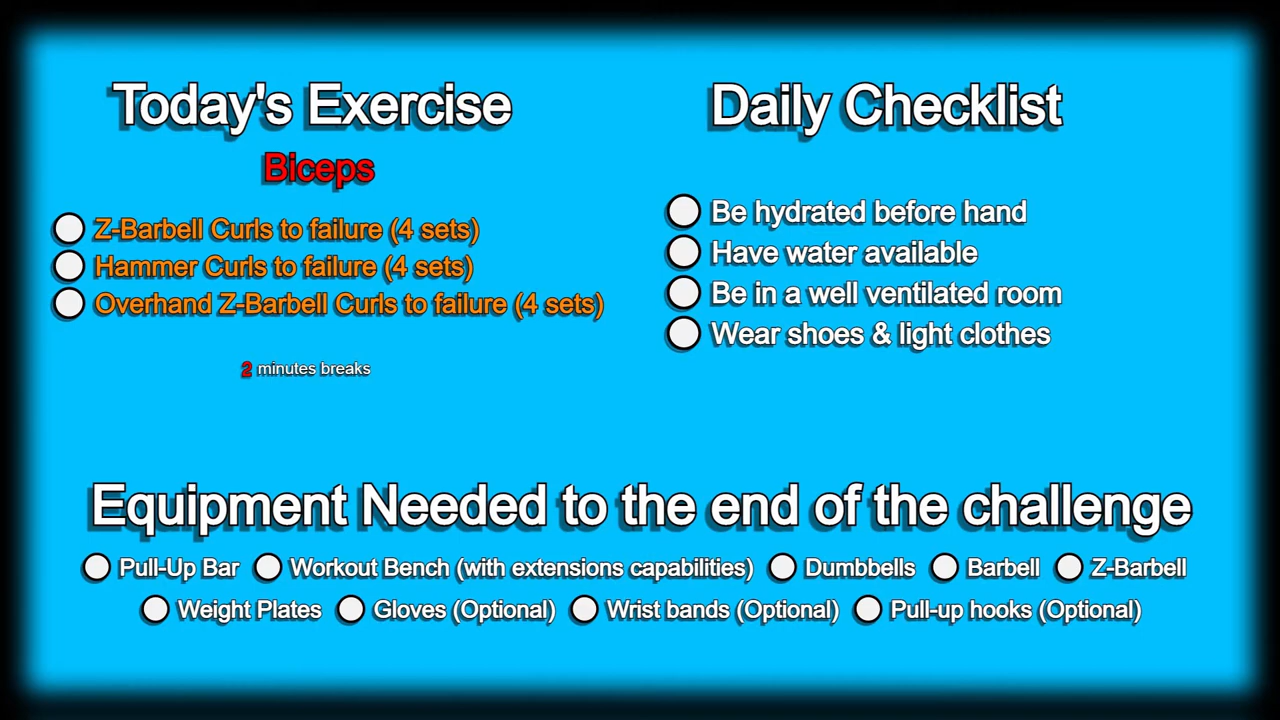 Today's Exercise
Biceps
Z-Barbell Curls to failure (4 sets)
Hammer Curls to failure (4 sets)
Overhand Z-Barbell Curls to failure (4 sets)
2 minutes breaks
Daily Checklist
Be hydrated before hand
Have water available
Be in a well ventilated room
Wear shoes & light clothes
Equipment Needed to the end of the challenge
Pull-Up Bar Workout Bench (with extensions capabilities) Dumbbells Barbell Z-Barbell
Weight Plates Gloves (Optional) Wrist bands (Optional) Pull-up hooks (Optional)